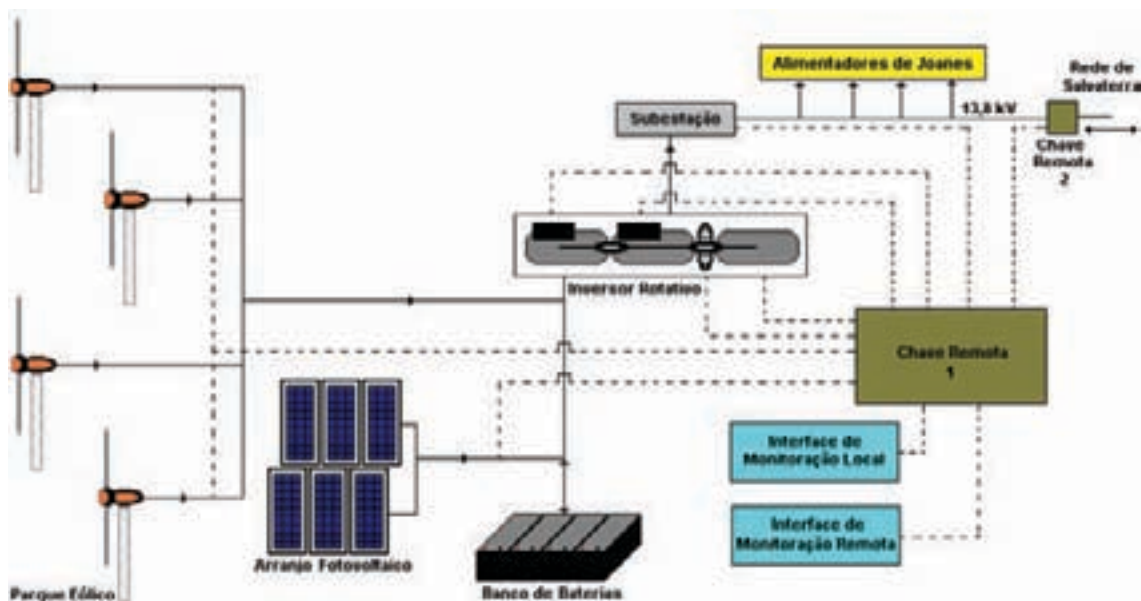 Alimentadores de Joanes
Rede de
Salvaterra
13,8 kV
Subestação
Chave
Remota
2
Inversor Rotativo
Chave Remota
1
Interface de
Monitoração Local
Interface de
Monitoração Remota
Arranjo Fotovoltaico
Banco de Baterias
Parque Eólico